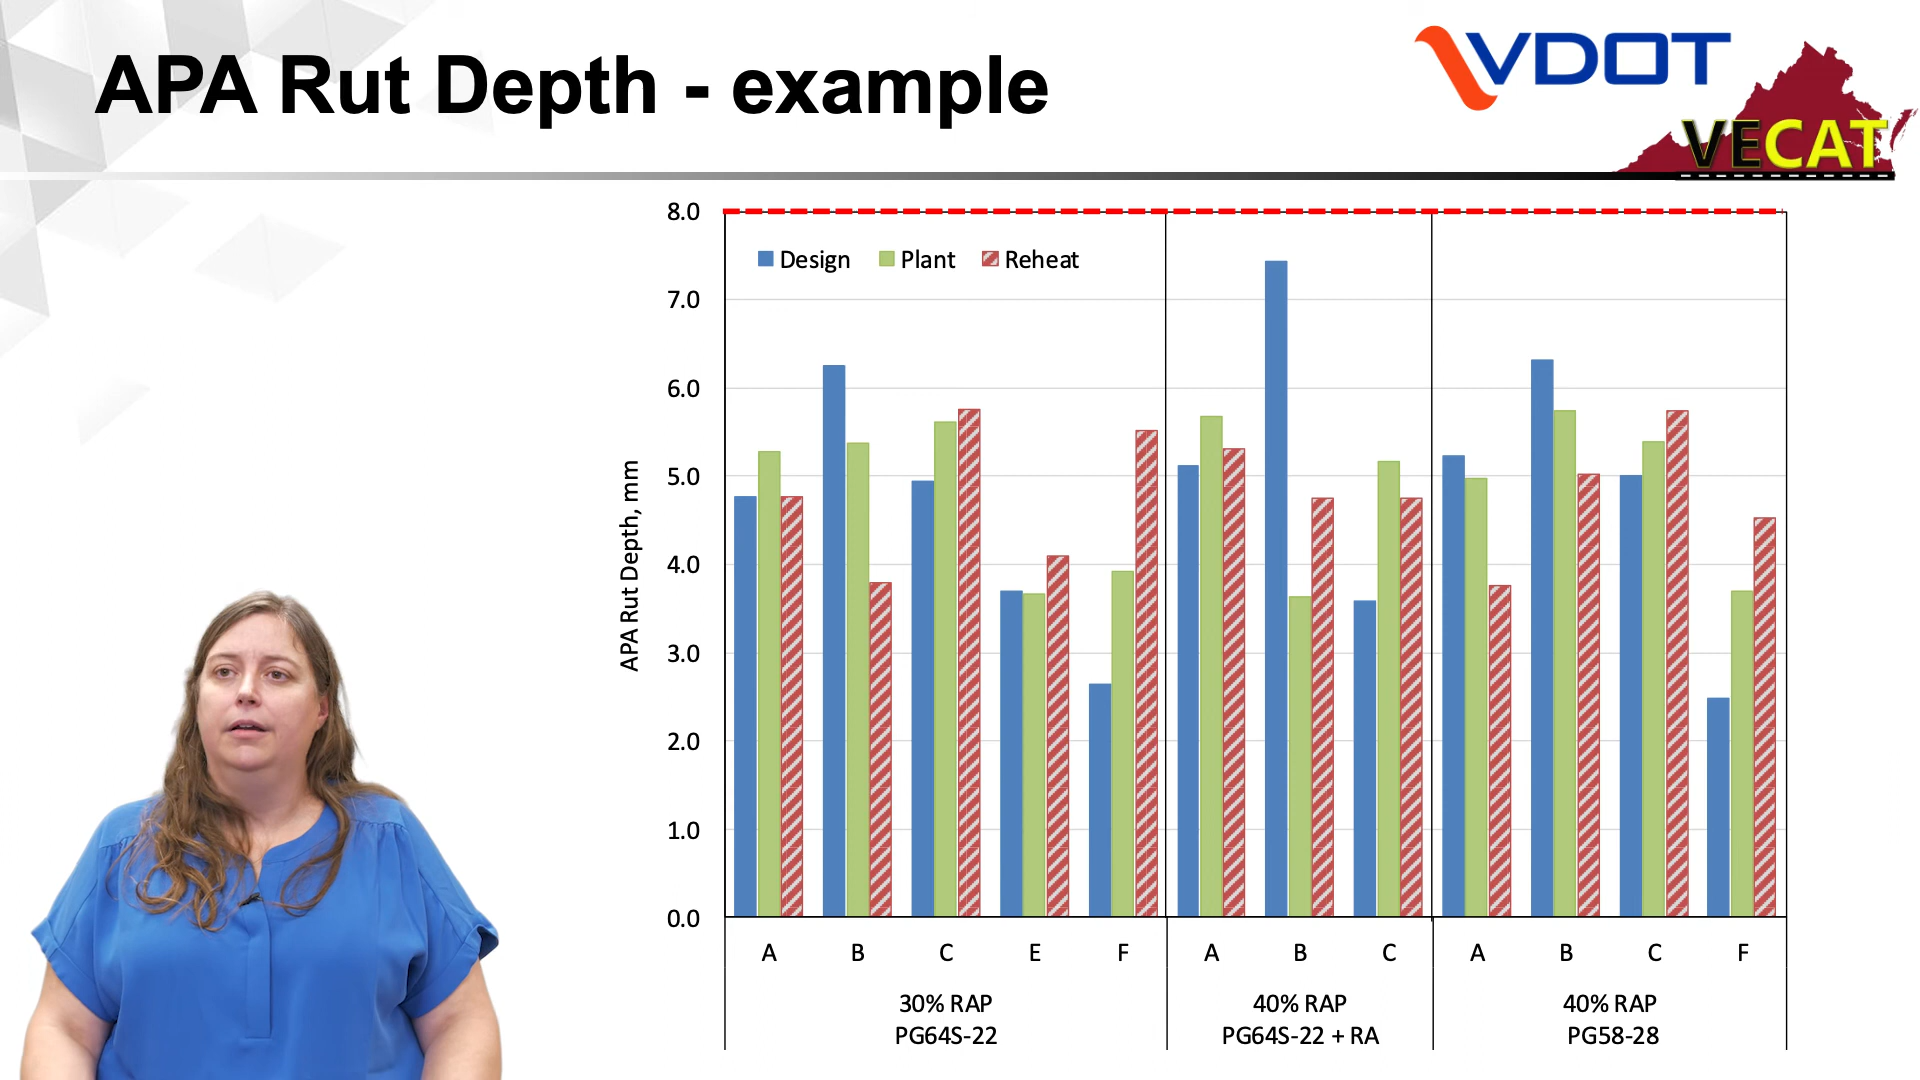 APA Rut Depth - example
VDOT
VECAT
8.0
7.0
6.0
5.0
4.0
3.0
2.0
1.0
0.0
APA Rut Depth, mm
Design Plant Reheat
A B C E F A B C A B C F
30% RAP 40% RAP 40% RAP
PG64S-22 PG64S-22 + RA PG58-28